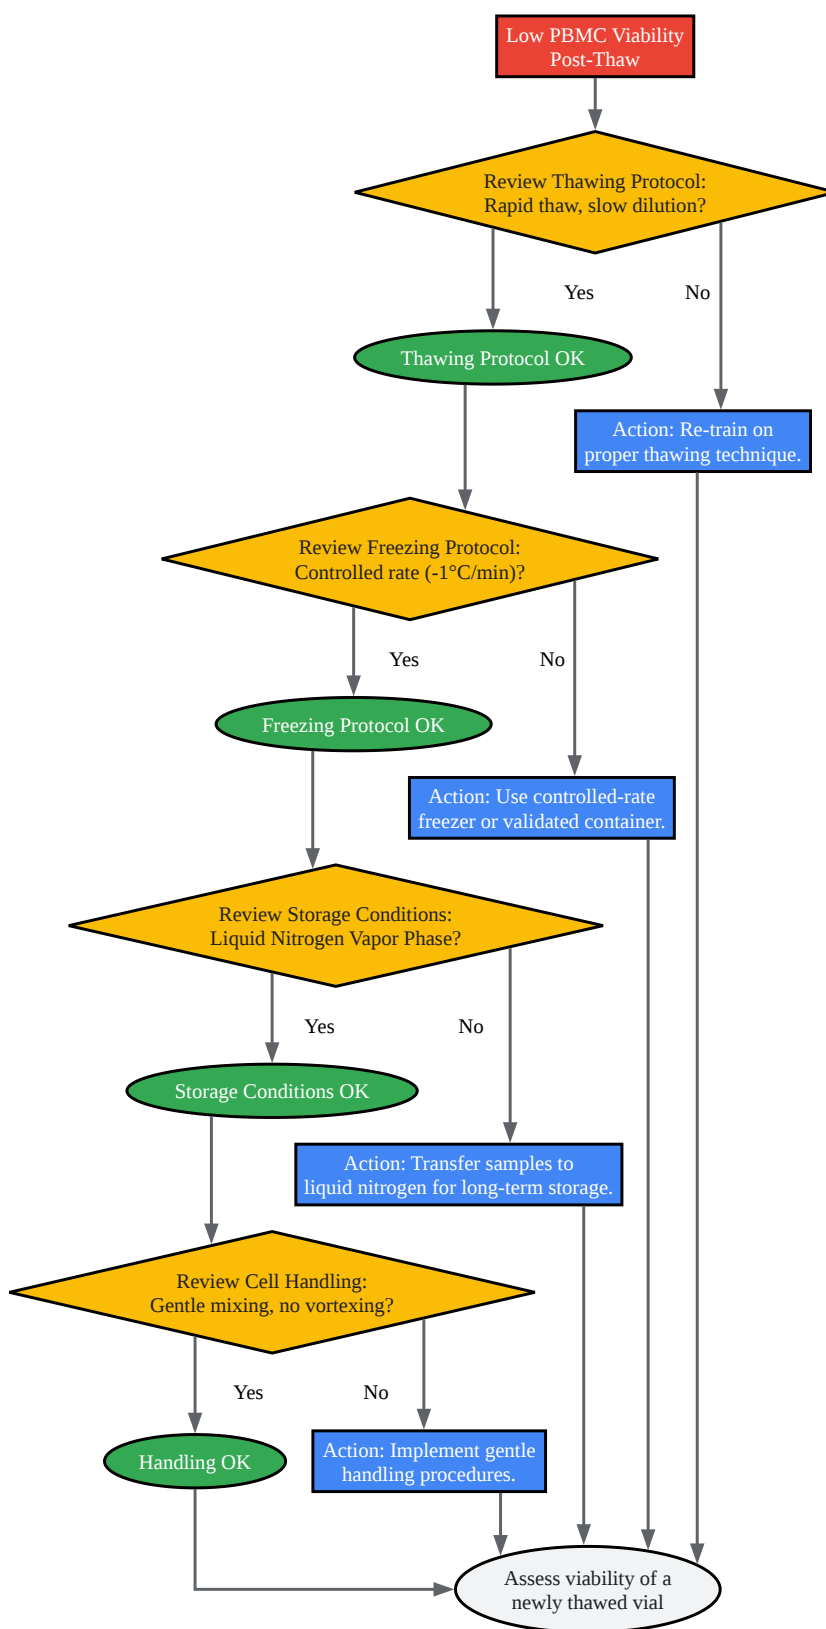 Low PBMC Viability
Post-Thaw
Review Thawing Protocol:
Rapid thaw, slow dilution?
Yes
No
Thawing Protocol OK
Action: Re-train on
proper thawing technique.
Review Freezing Protocol:
Controlled rate (-1°C/min)?
Yes
No
Freezing Protocol OK
Action: Use controlled-rate
freezer or validated container.
Review Storage Conditions:
Liquid Nitrogen Vapor Phase?
Yes
No
Storage Conditions OK
Action: Transfer samples to
liquid nitrogen for long-term storage.
Review Cell Handling:
Gentle mixing, no vortexing?
Yes
No
Handling OK
Action: Implement gentle
handling procedures.
Assess viability of a
newly thawed vial